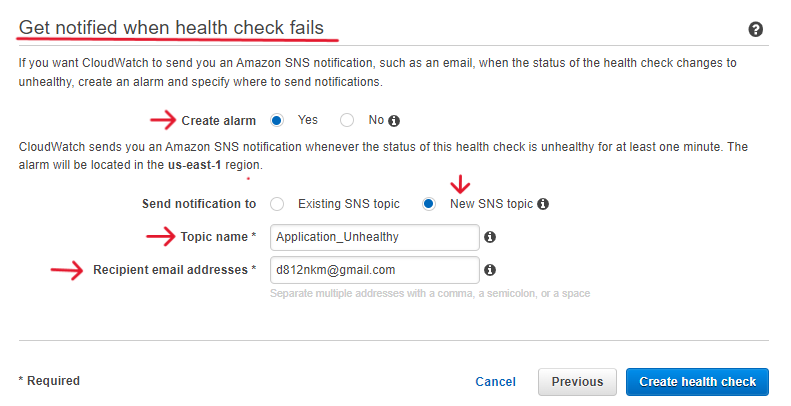 Get notified when health check fails
If you want CloudWatch to send you an Amazon SNS notification, such as an email, when the status of the health check changes to
unhealthy, create an alarm and specify where to send notifications.
Create alarm Yes No
CloudWatch sends you an Amazon SNS notification whenever the status of this health check is unhealthy for at least one minute. The
alarm will be located in the us-east-1 region.
Send notification to Existing SNS topic New SNS topic
Topic name * Application_Unhealthy
Recipient email addresses * d812nkm@gmail.com
Separate multiple addresses with a comma, a semicolon, or a space
* Required Cancel Previous Create health check